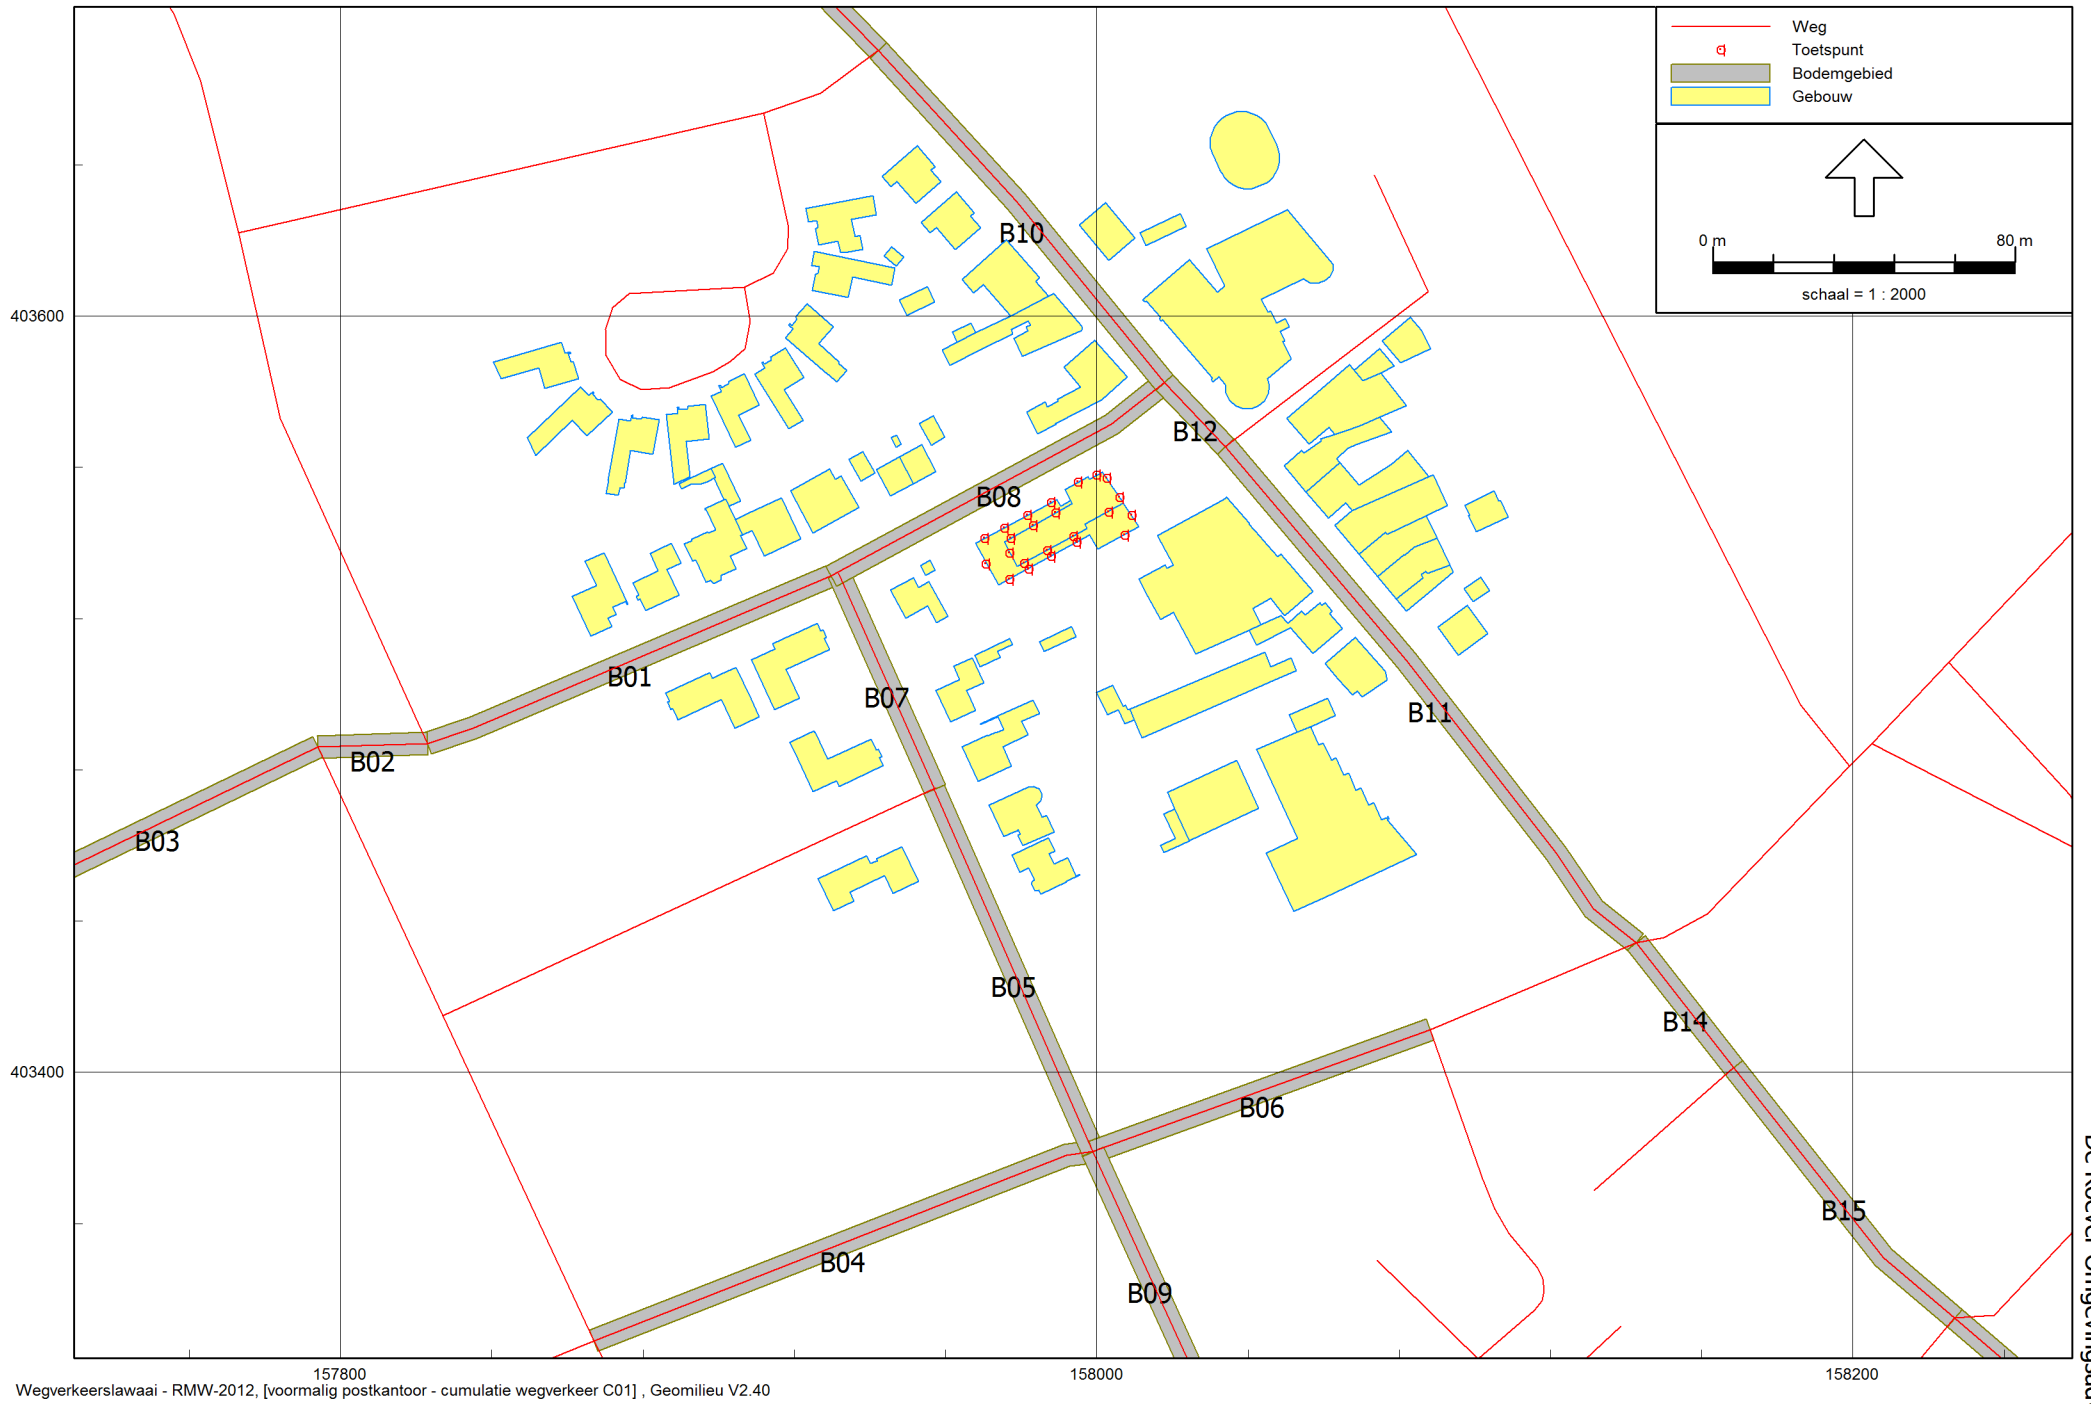 Weg
Toetspunt
Bodemgebied
Gebouw
0 m
80 m
schaal = 1 : 2000
B10
403600
B12
B08
B01
B07
B11
B02
B03
B05
B14
403400
B06
B15
B04
B09
157800
158000
158200
Wegverkeerslawaai - RMW-2012, [voormalig postkantoor - cumulatie wegverkeer C01] , Geomilieu V2.40